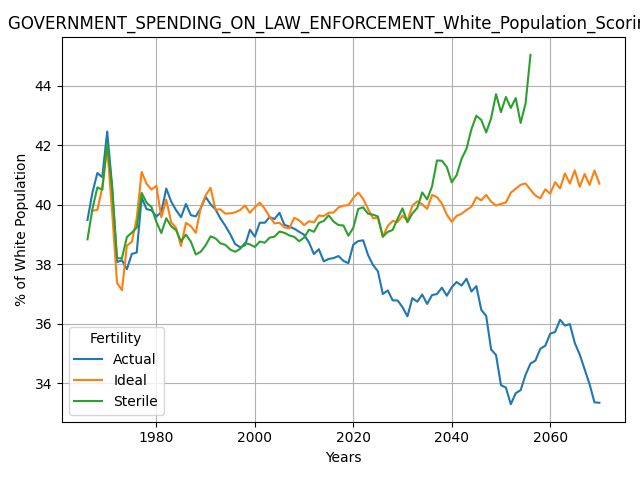 GOVERNMENT_SPENDING_ON_LAW_ENFORCEMENT_White_Population_Scori
44
42
40
38
36
34
% of White Population
Fertility
Actual
Ideal
Sterile
1980
2000
2020
2040
2060
Years